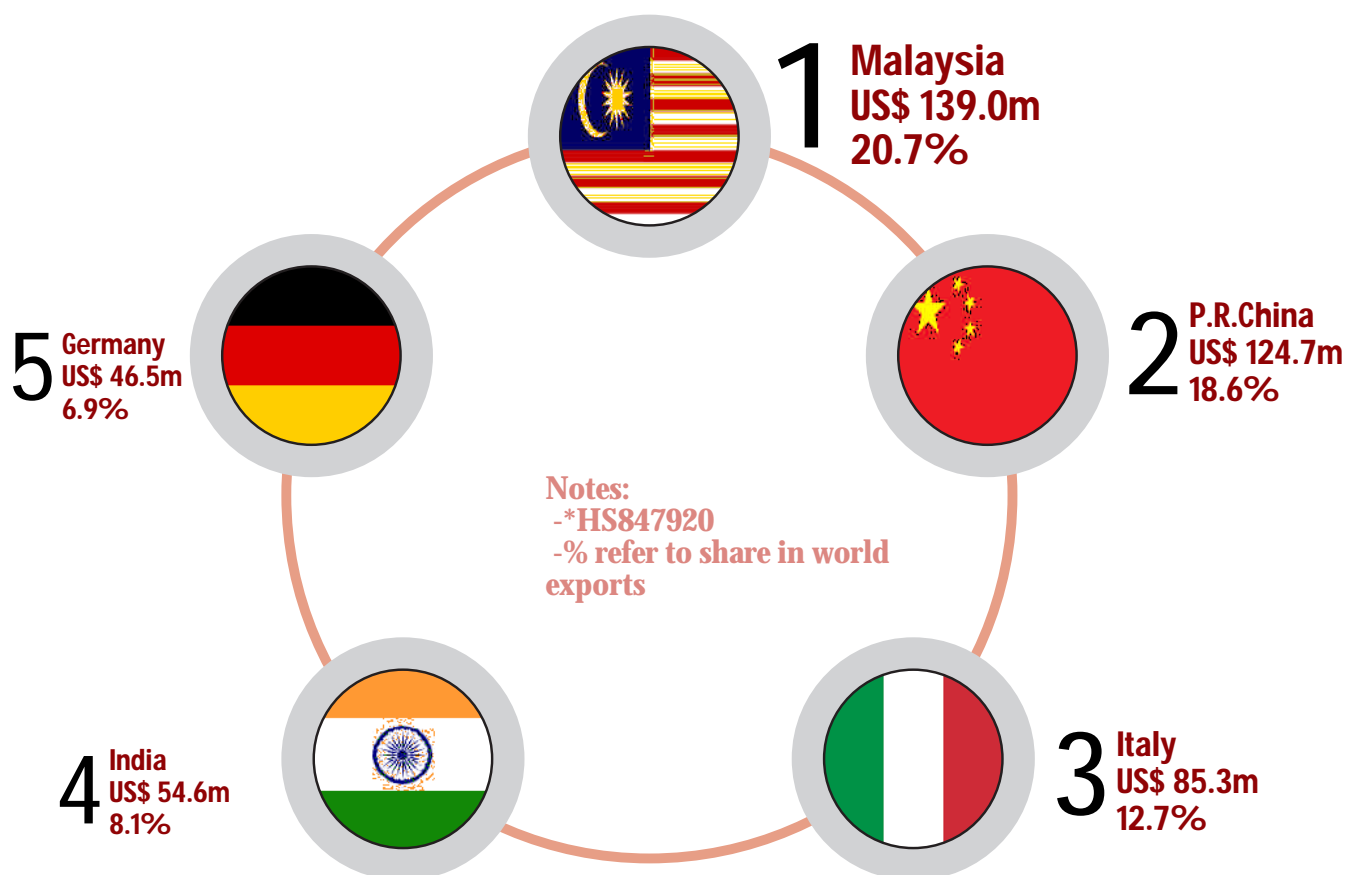 1
Malaysia
US$ 139.0m
20.7%
2
P.R.China
US$ 124.7m
18.6%
3
Italy
US$ 85.3m
12.7%
4
India
US$ 54.6m
8.1%
5
Germany
US$ 46.5m
6.9%
Notes:
-*HS847920
-% refer to share in world
exports